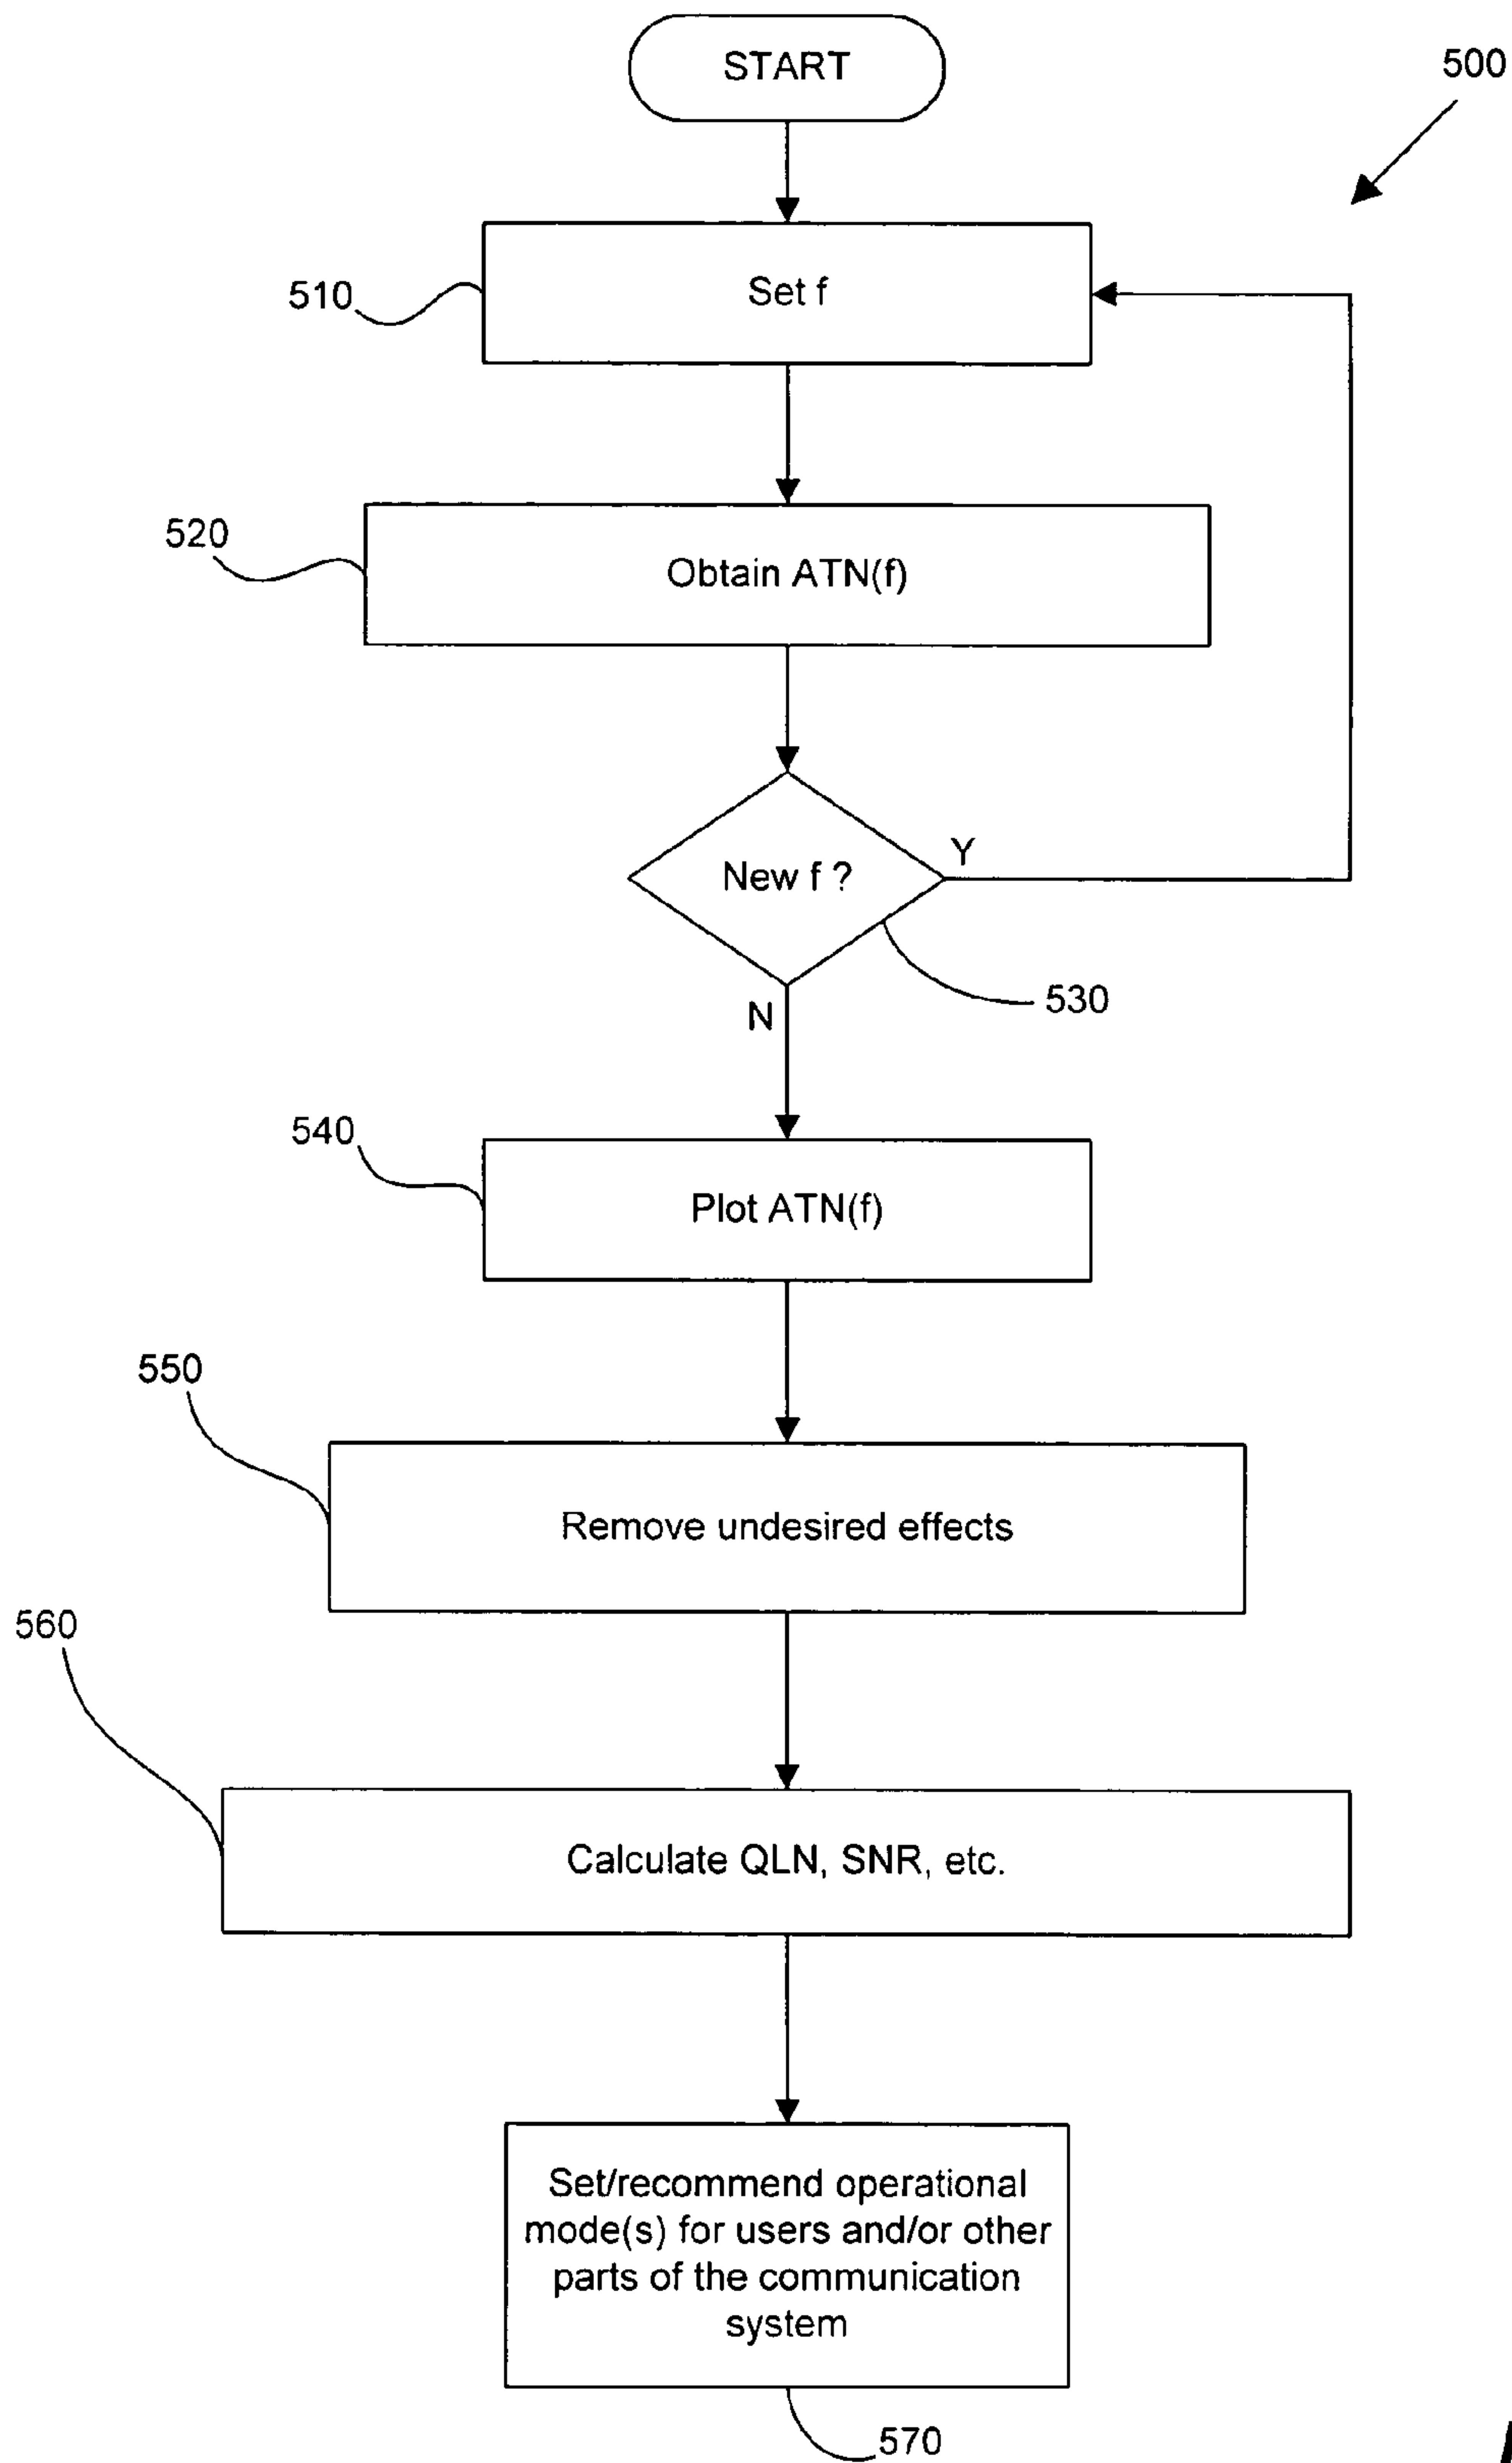 START
500
510
Set f
520
Obtain ATN(f)
New f ?
Y
530
N
540
Plot ATN(f)
550
Remove undesired effects
560
Calculate QLN, SNR, etc.
Set/recommend operational
mode(s) for users and/or other
parts of the communication
system
570